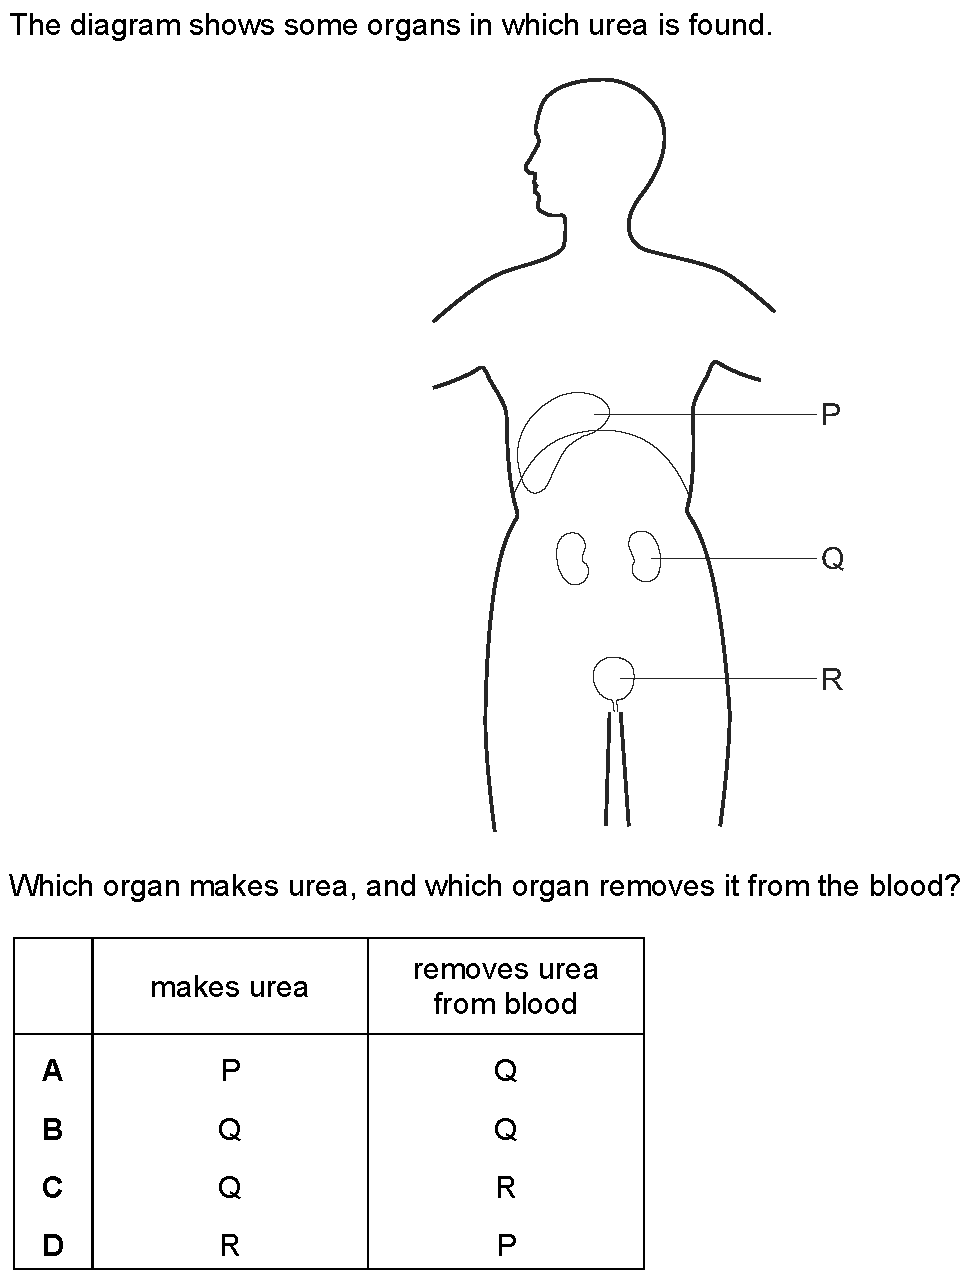 The diagram shows some organs in which urea is found.
P
Q
R
Which organ makes urea, and which organ removes it from the blood?
makes urea
removes urea
from blood
A P Q
B Q Q
C Q R
D R P